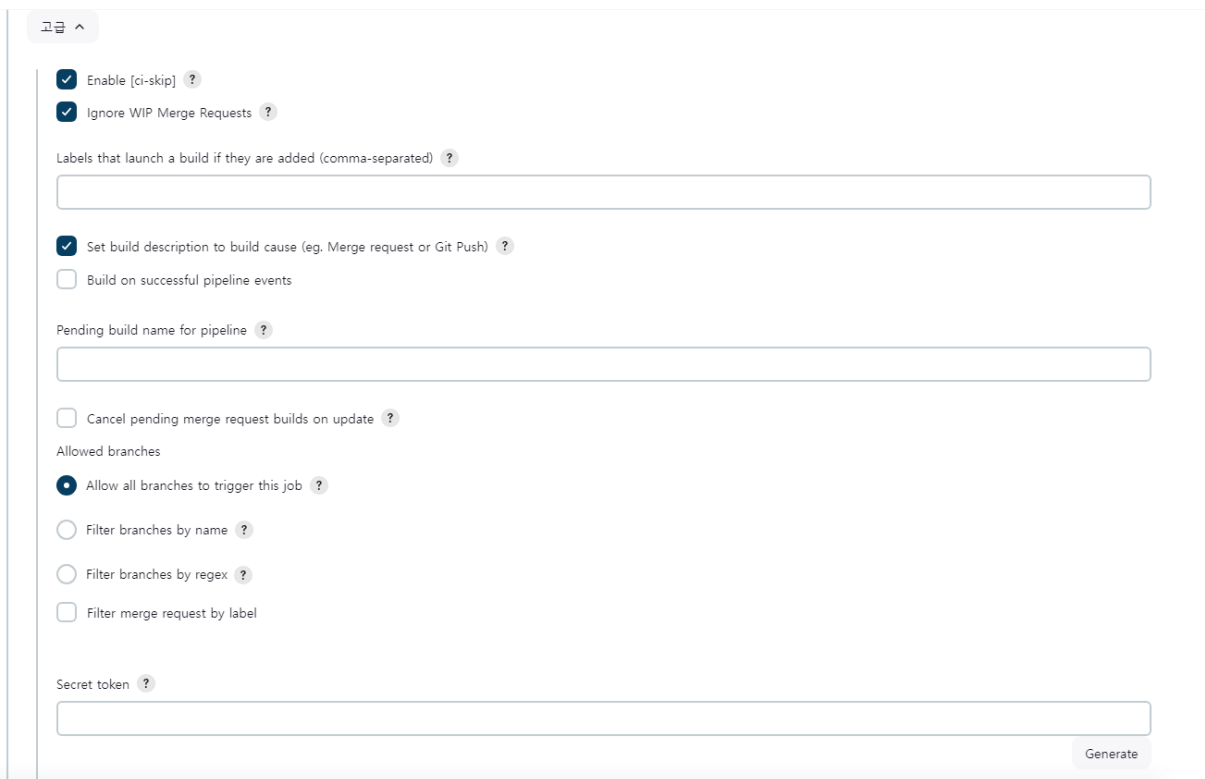 고급
Enable [ci-skip] ?
Ignore WIP Merge Requests ?
Labels that launch a build if they are added (comma-separated) ?
Set build description to build cause (eg. Merge request or Git Push) ?
Build on successful pipeline events
Pending build name for pipeline ?
Cancel pending merge request builds on update ?
Allowed branches
Allow all branches to trigger this job ?
Filter branches by name ?
Filter branches by regex ?
Filter merge request by label
Secret token ?
Generate